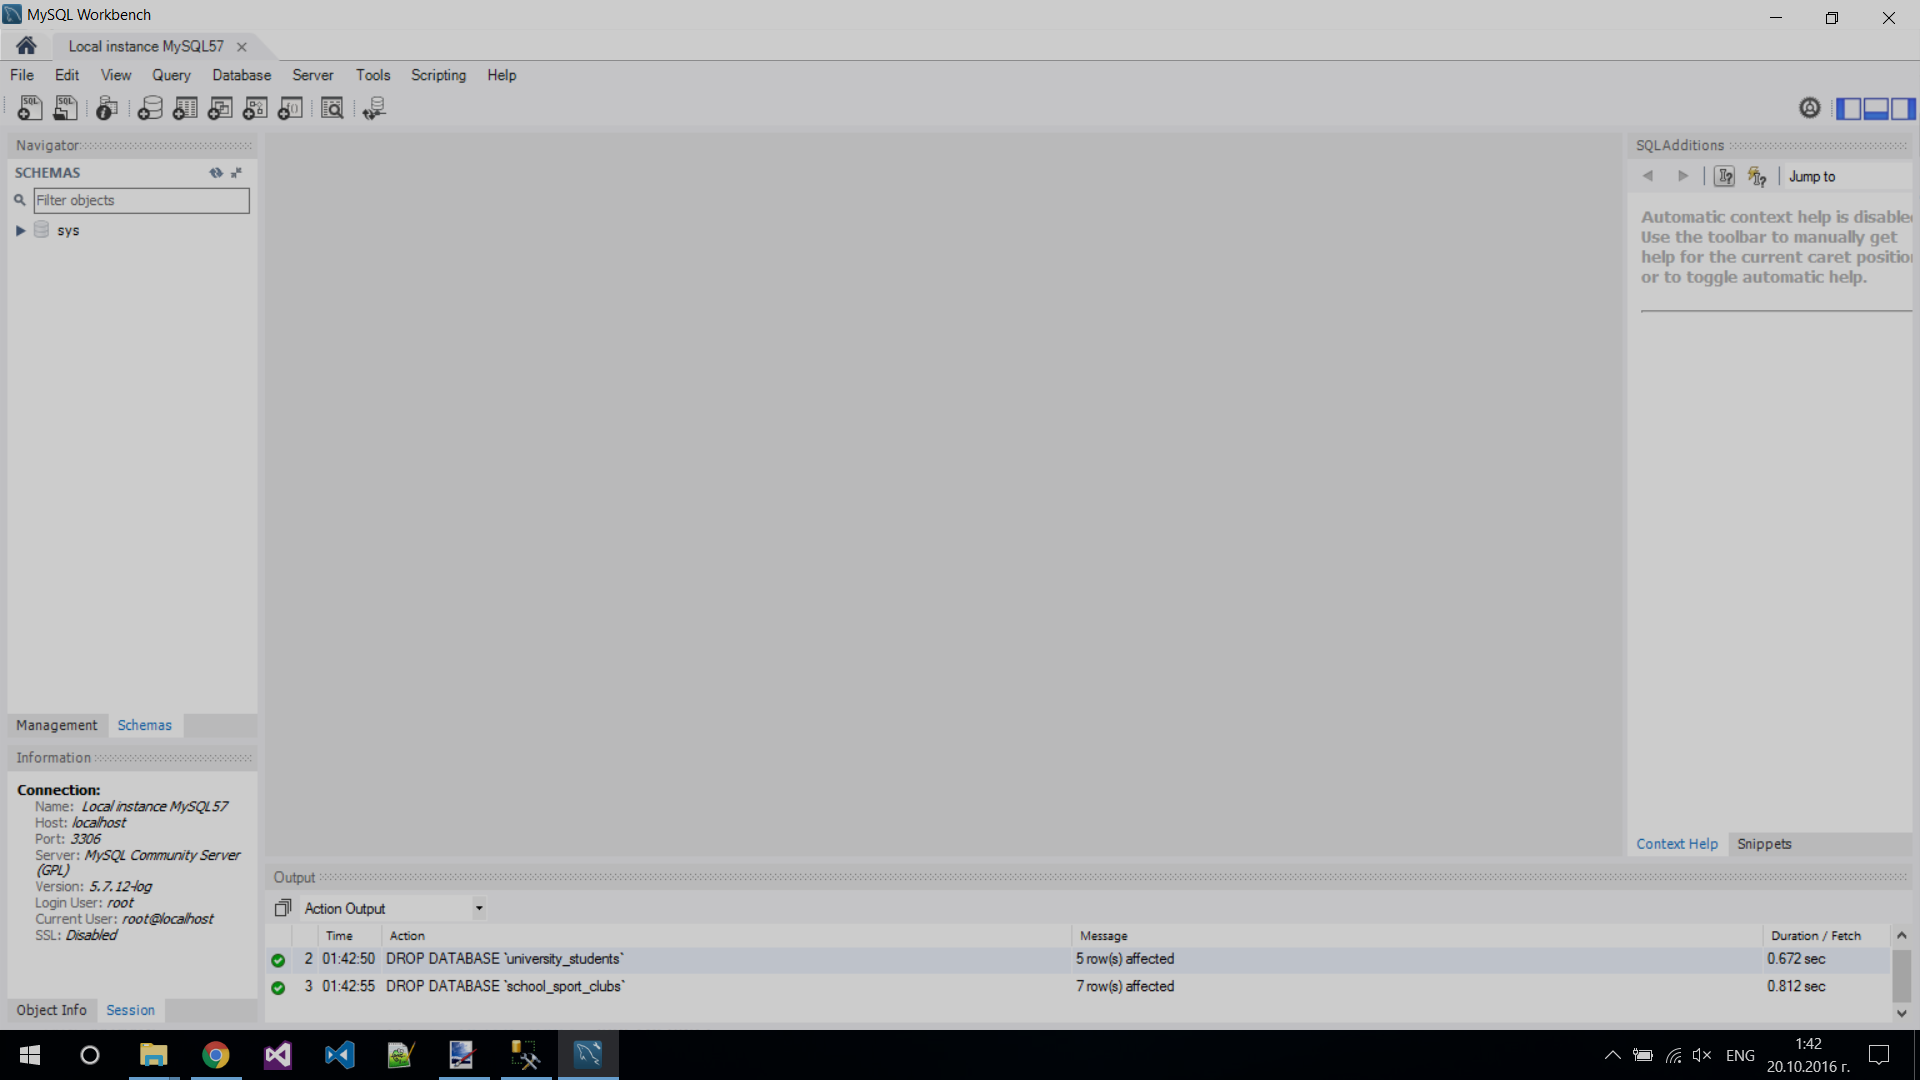 MySQL Workbench
Local instance MySQL57
File Edit View Query Database Server Tools Scripting Help
Navigator
SCHEMAS
Filter objects
sys
Management Schemas
Information
Connection:
Name: Local instance MySQL57
Host: localhost
Port: 3306
Server: MySQL Community Server
(GPL)
Version: 5.7.12-log
Login User: root
Current User: root@localhost
SSL: Disabled
Object Info Session
SQLAdditions
Jump to
Automatic context help is disable
Use the toolbar to manually get
help for the current caret positio
or to toggle automatic help.
Context Help Snippets
Output
Action Output
Time Action Message Duration / Fetch
2 01:42:50 DROP DATABASE `university_students` 5 row(s) affected 0.672 sec
3 01:42:55 DROP DATABASE `school_sport_clubs` 7 row(s) affected 0.812 sec
ENG
1:42
20.10.2016 г.